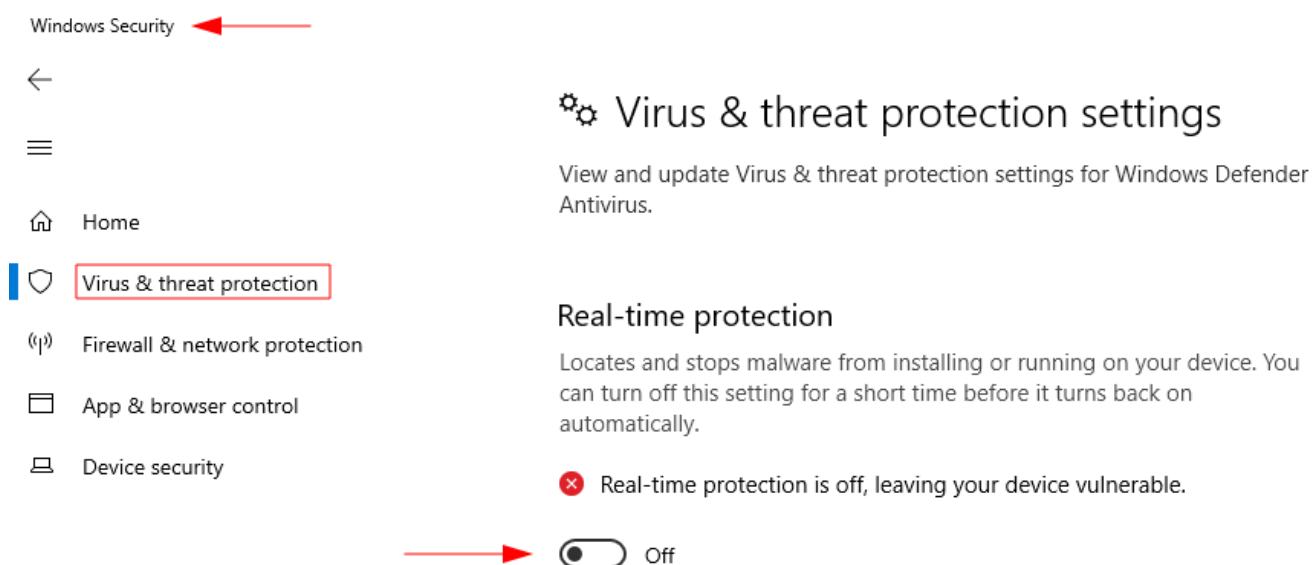 Windows Security
Virus & threat protection settings
View and update Virus & threat protection settings for Windows Defender
Antivirus.
Home
Virus & threat protection
Firewall & network protection
App & browser control
Device security
Real-time protection
Locates and stops malware from installing or running on your device. You
can turn off this setting for a short time before it turns back on
automatically.
Real-time protection is off, leaving your device vulnerable.
Off